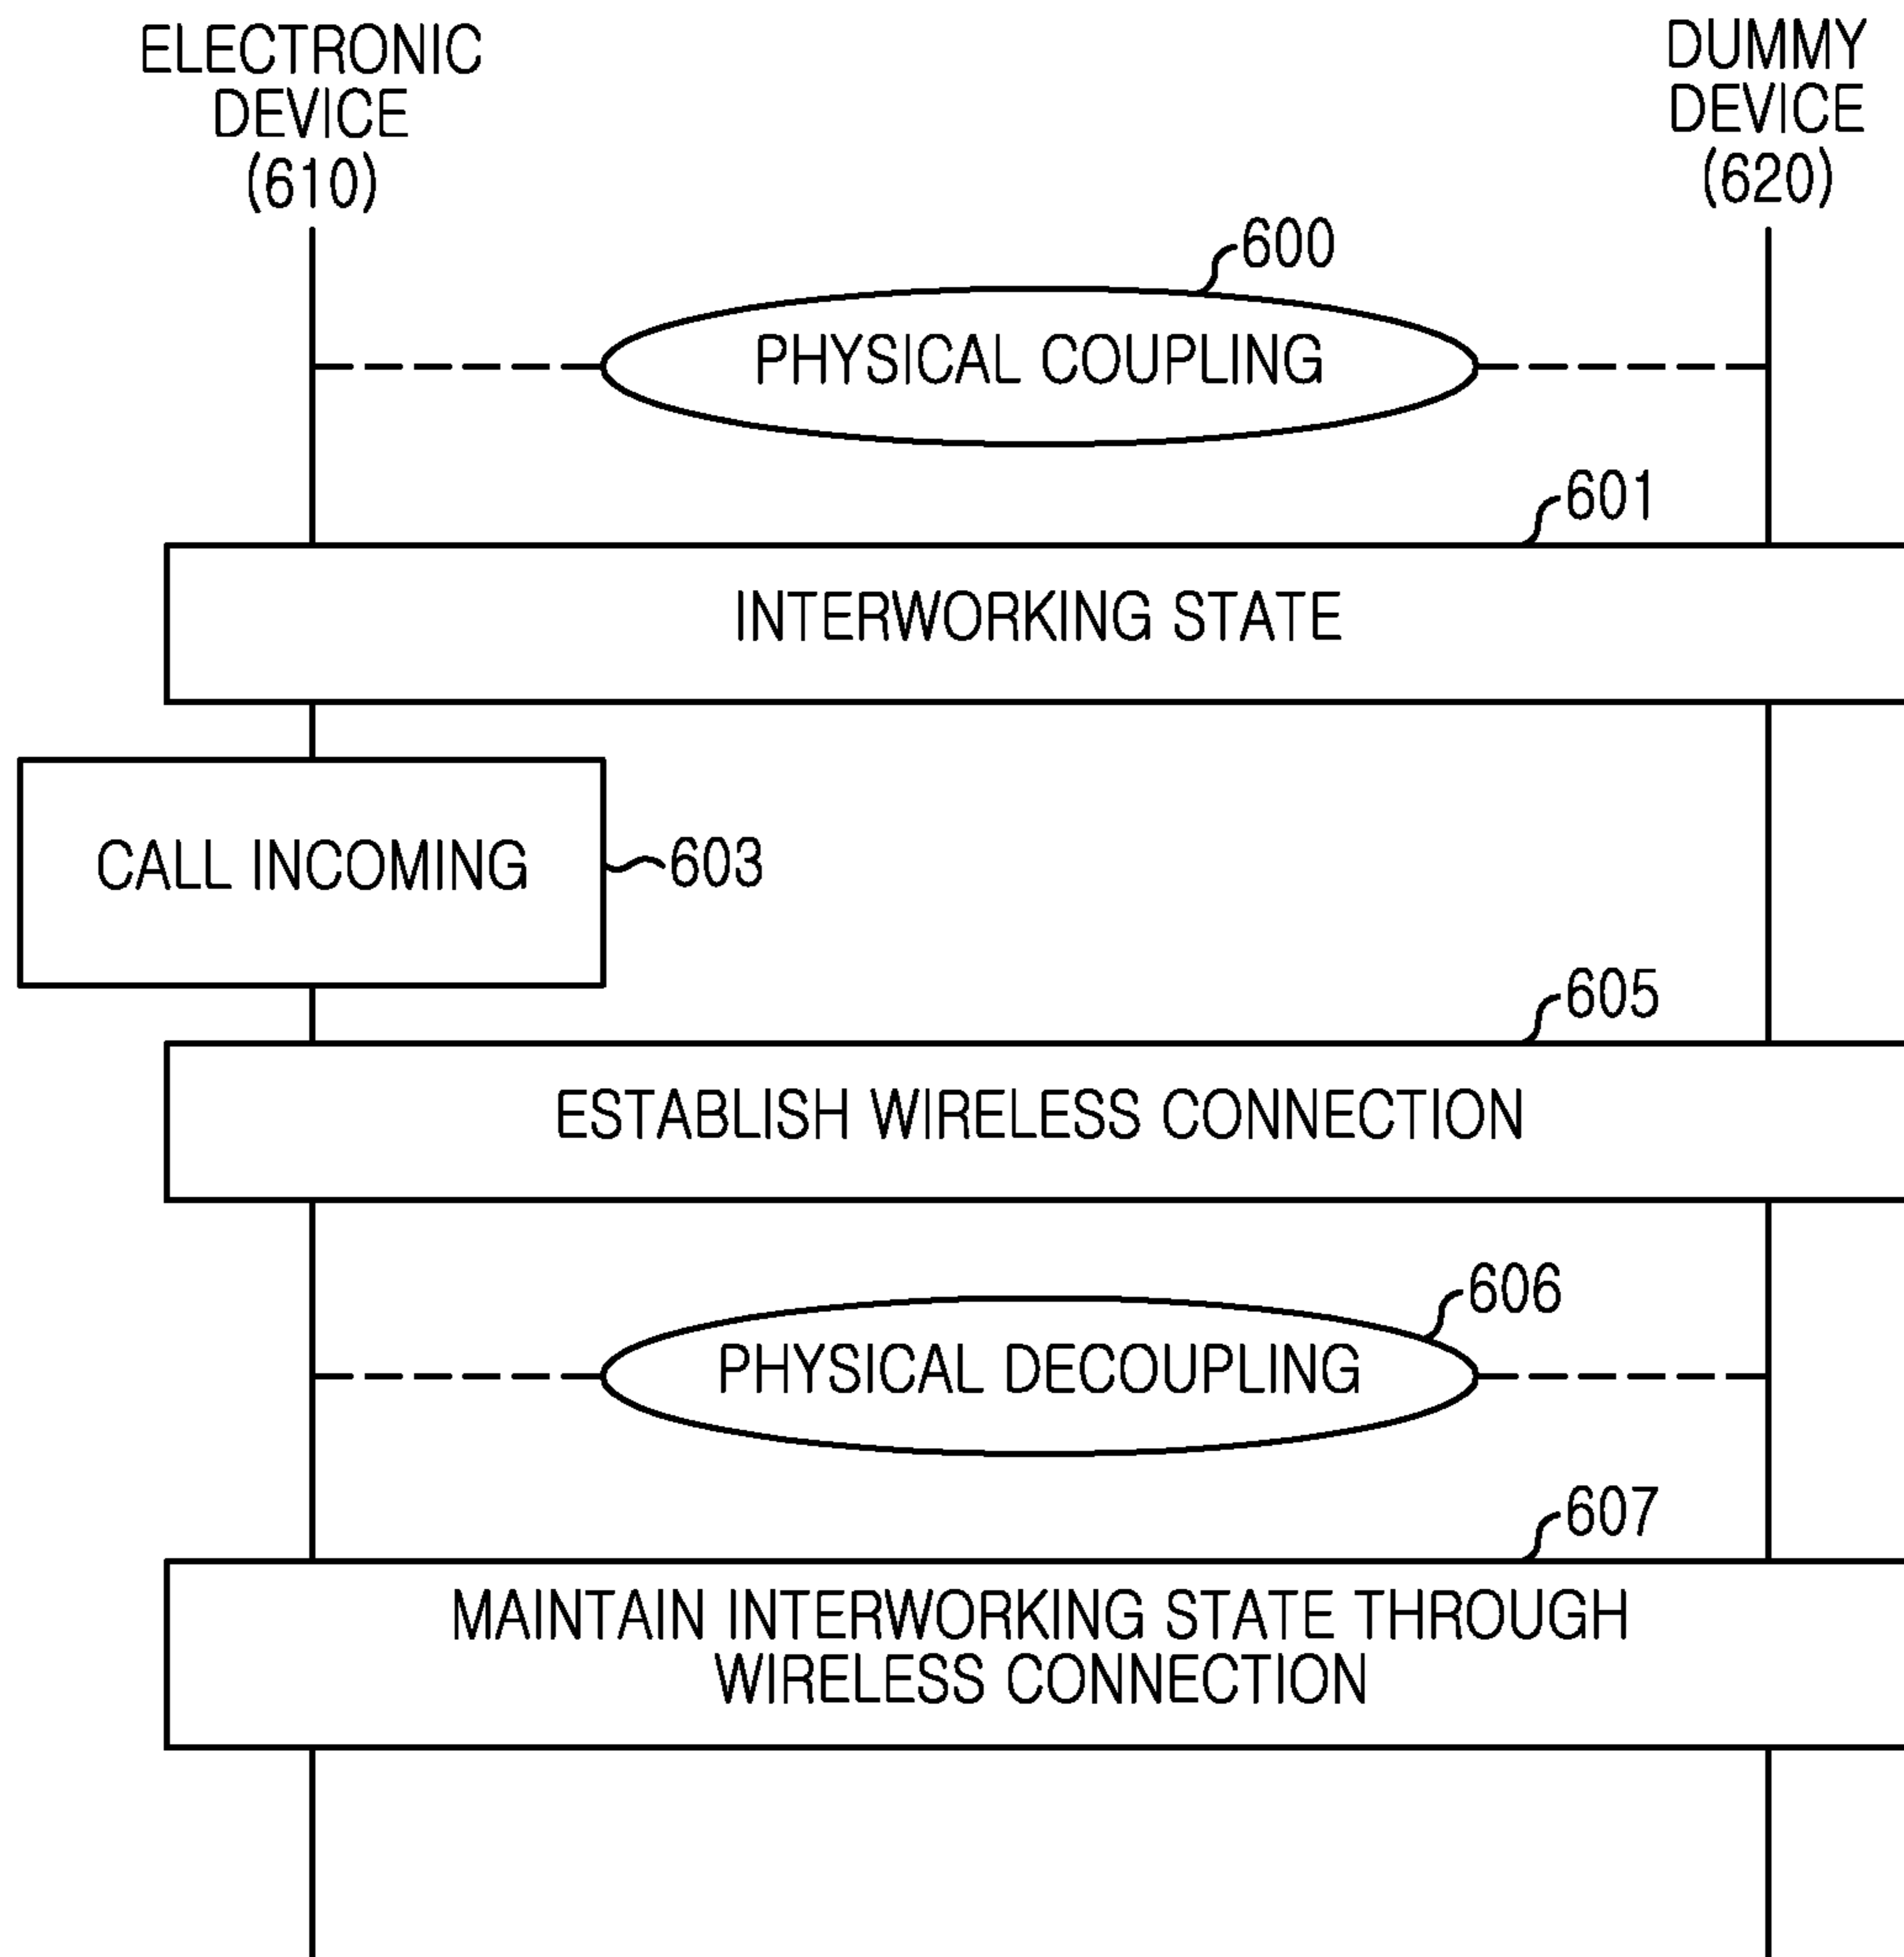 ELECTRONIC
DEVICE
(610)
DUMMY
DEVICE
(620)
600
PHYSICAL COUPLING
601
INTERWORKING STATE
CALL INCOMING
603
605
ESTABLISH WIRELESS CONNECTION
606
PHYSICAL DECOUPLING
607
MAINTAIN INTERWORKING STATE THROUGH
WIRELESS CONNECTION